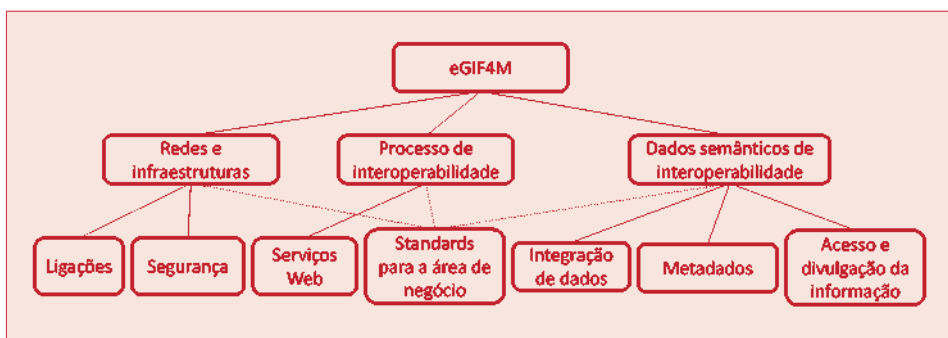 eGIF4M
Redes e
infraestruturas
Processo de
interoperabilidade
Dados semânticos de
interoperabilidade
Ligações
Segurança
Serviços
Web
Standards
para a área de
negócio
Integração
de dados
Metadados
Acesso e
divulgação da
informação